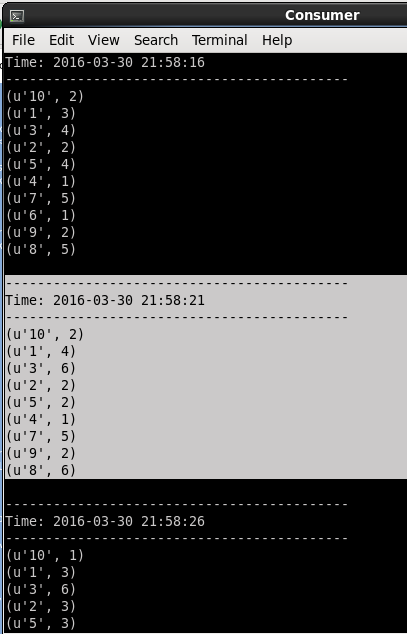 Consumer
File Edit View Search Terminal Help
Time: 2016-03-30 21:58:16
-------------------------------------------
(u'10', 2)
(u'1', 3)
(u'3', 4)
(u'2', 2)
(u'5', 4)
(u'4', 1)
(u'7', 5)
(u'6', 1)
(u'9', 2)
(u'8', 5)
-------------------------------------------
Time: 2016-03-30 21:58:21
-------------------------------------------
(u'10', 2)
(u'1', 4)
(u'3', 6)
(u'2', 2)
(u'5', 2)
(u'4', 1)
(u'7', 5)
(u'9', 2)
(u'8', 6)
-------------------------------------------
Time: 2016-03-30 21:58:26
-------------------------------------------
(u'10', 1)
(u'1', 3)
(u'3', 6)
(u'2', 3)
(u'5', 3)